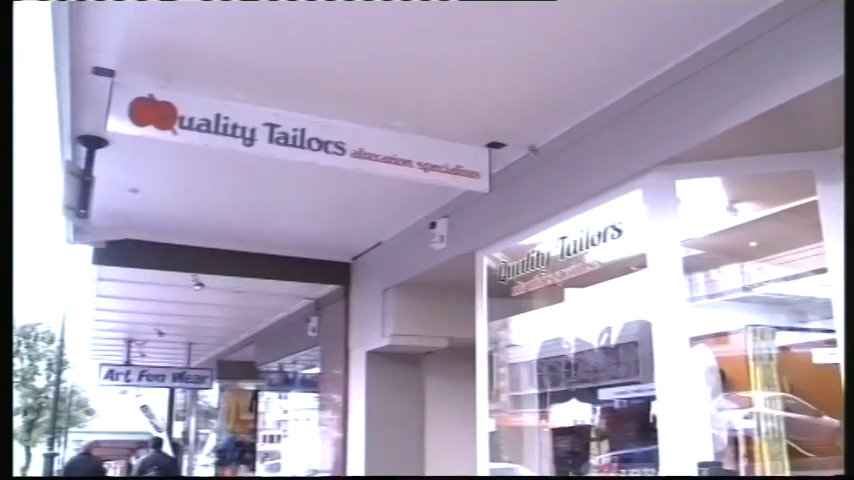 Quality Tailors alteration specialists
Quality Tailors
Art For Wear